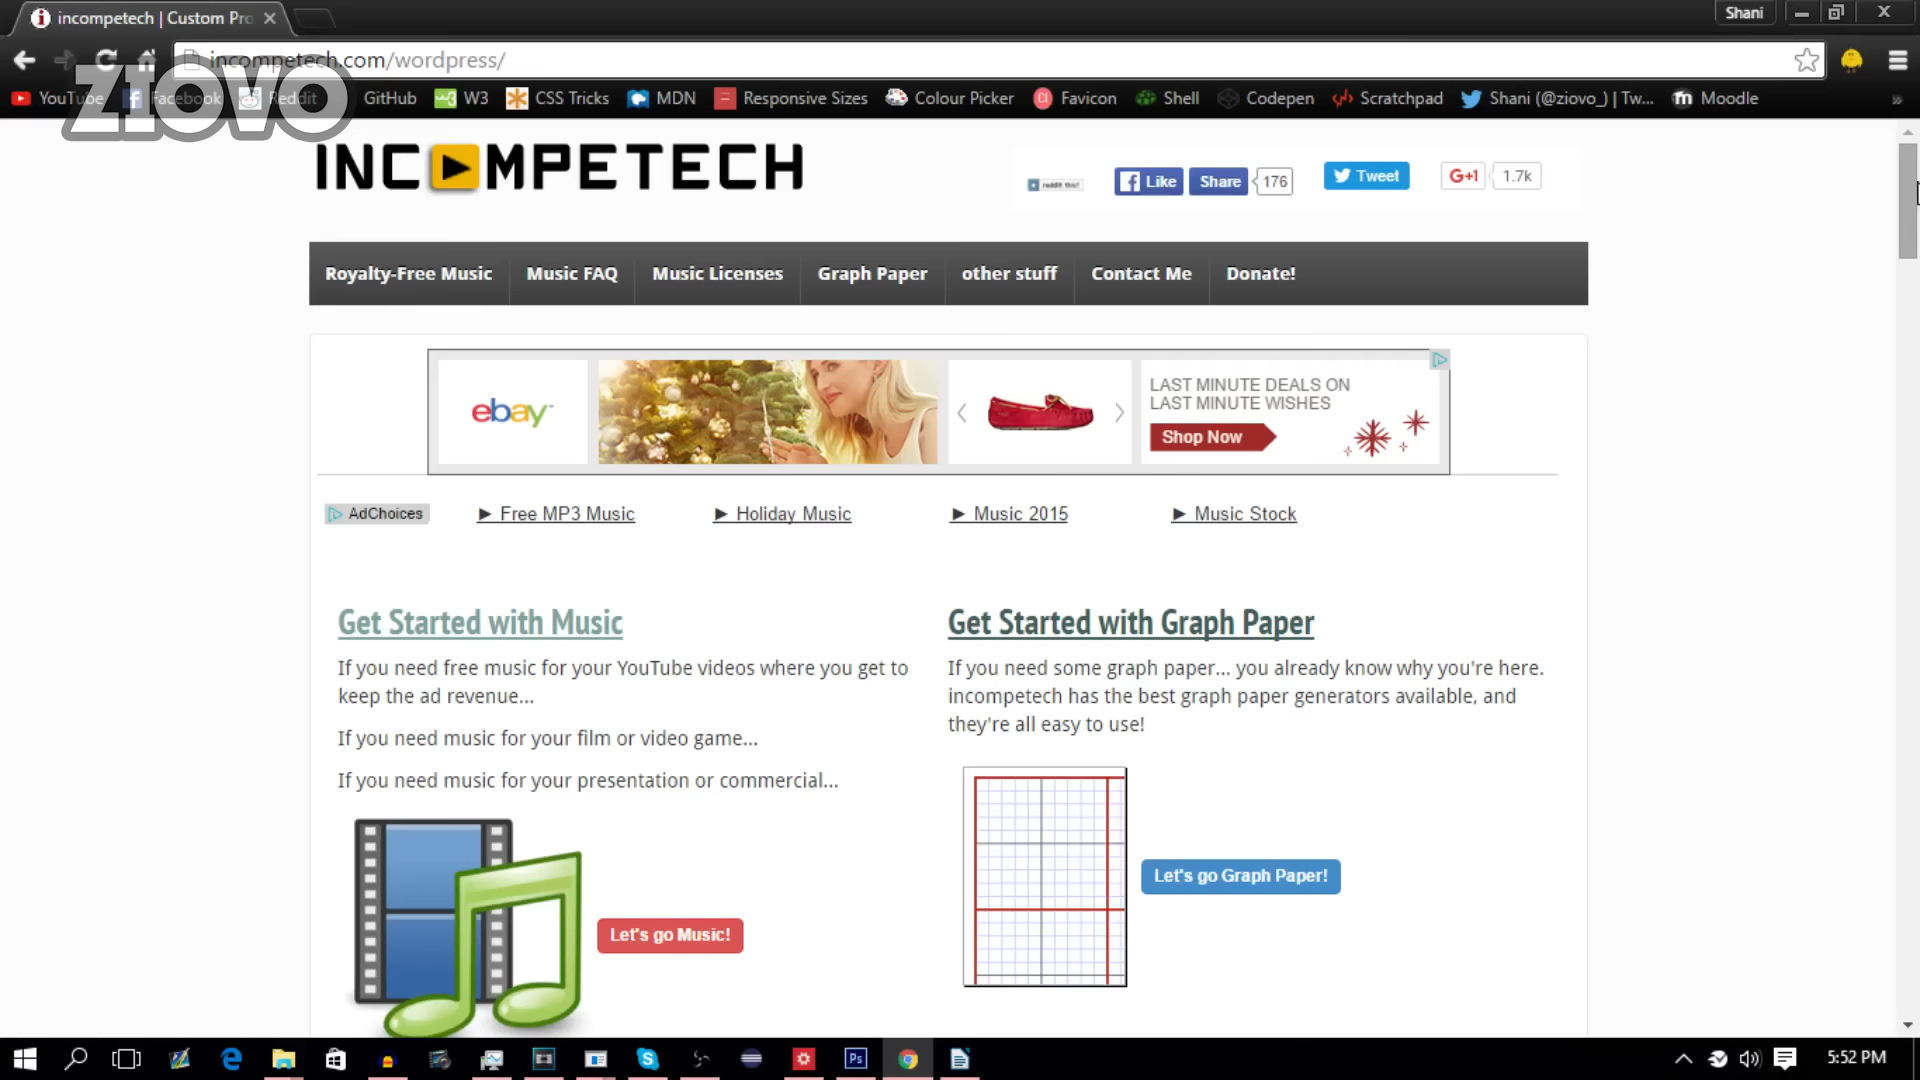 incompetech | Custom Pro
Shani
incompetech.com/wordpress/
ZIOVO
YouTube Facebook Reddit GitHub W3 CSS Tricks MDN Responsive Sizes Colour Picker Favicon Shell Codepen Scratchpad Shani (@ziovo_) | Tw... Moodle
INCOMPETECH
reddit this! Like Share 176 Tweet G+1 1.7k
Royalty-Free Music Music FAQ Music Licenses Graph Paper other stuff Contact Me Donate!
ebay
LAST MINUTE DEALS ON
LAST MINUTE WISHES
Shop Now
AdChoices ► Free MP3 Music ► Holiday Music ► Music 2015 ► Music Stock
Get Started with Music
If you need free music for your YouTube videos where you get to
keep the ad revenue...
If you need music for your film or video game...
If you need music for your presentation or commercial...
Let's go Music!
Get Started with Graph Paper
If you need some graph paper... you already know why you're here.
incompetech has the best graph paper generators available, and
they're all easy to use!
Let's go Graph Paper!
Ps
5:52 PM